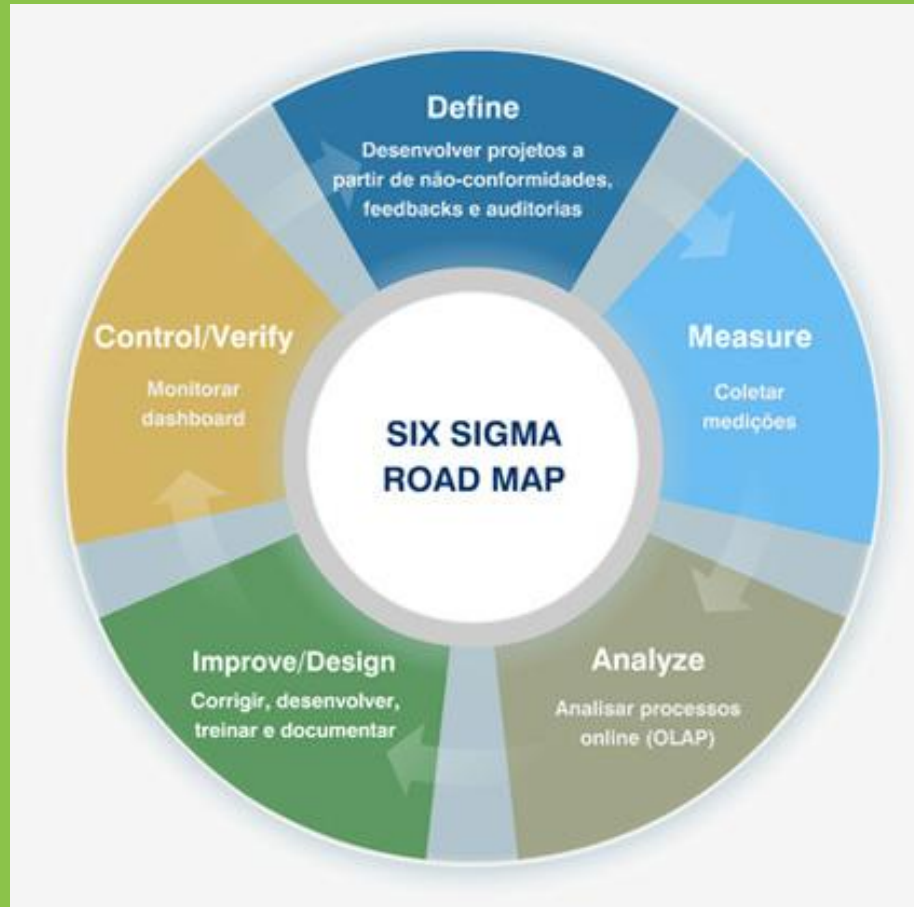 Define
Desenvolver projetos a
partir de não-conformidades,
feedbacks e auditorias
Measure
Coletar
medições
Analyze
Analisar processos
online (OLAP)
Improve/Design
Corrigir, desenvolver,
treinar e documentar
Control/Verify
Monitorar
dashboard
SIX SIGMA
ROAD MAP